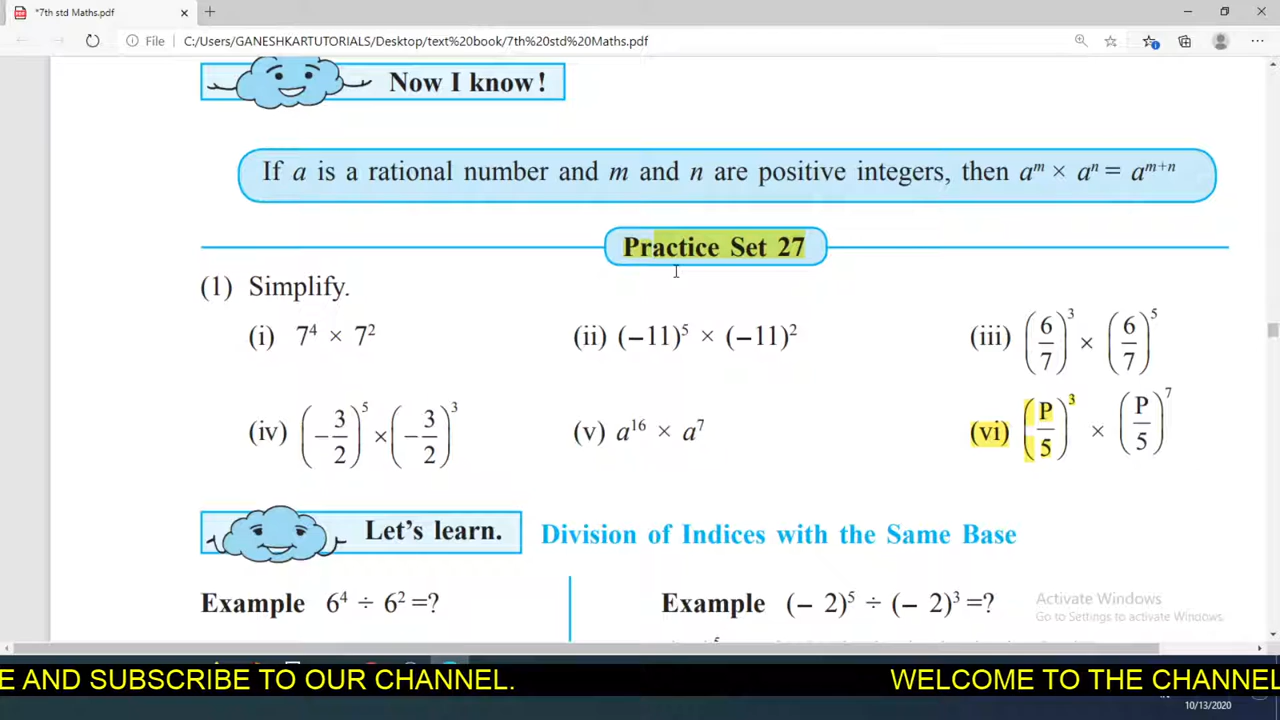 *7th std Maths.pdf
File C:/Users/GANESHKARTUTORIALS/Desktop/text%20book/7th%20std%20Maths.pdf
Now I know!
If a is a rational number and m and n are positive integers, then aᵐ × aⁿ = aᵐ⁺ⁿ
Practice Set 27
(1) Simplify.
(i) 7⁴ × 7² (ii) (−11)⁵ × (−11)² (iii) (6/7)³ × (6/7)⁵
(iv) (−3/2)⁵ × (−3/2)³ (v) a¹⁶ × a⁷ (vi) (P/5)³ × (P/5)⁷
Let's learn. Division of Indices with the Same Base
Example 6⁴ ÷ 6² =? Example (− 2)⁵ ÷ (− 2)³ =?
Activate Windows
Go to Settings to activate Windows.
E AND SUBSCRIBE TO OUR CHANNEL. WELCOME TO THE CHANNEL
10/13/2020